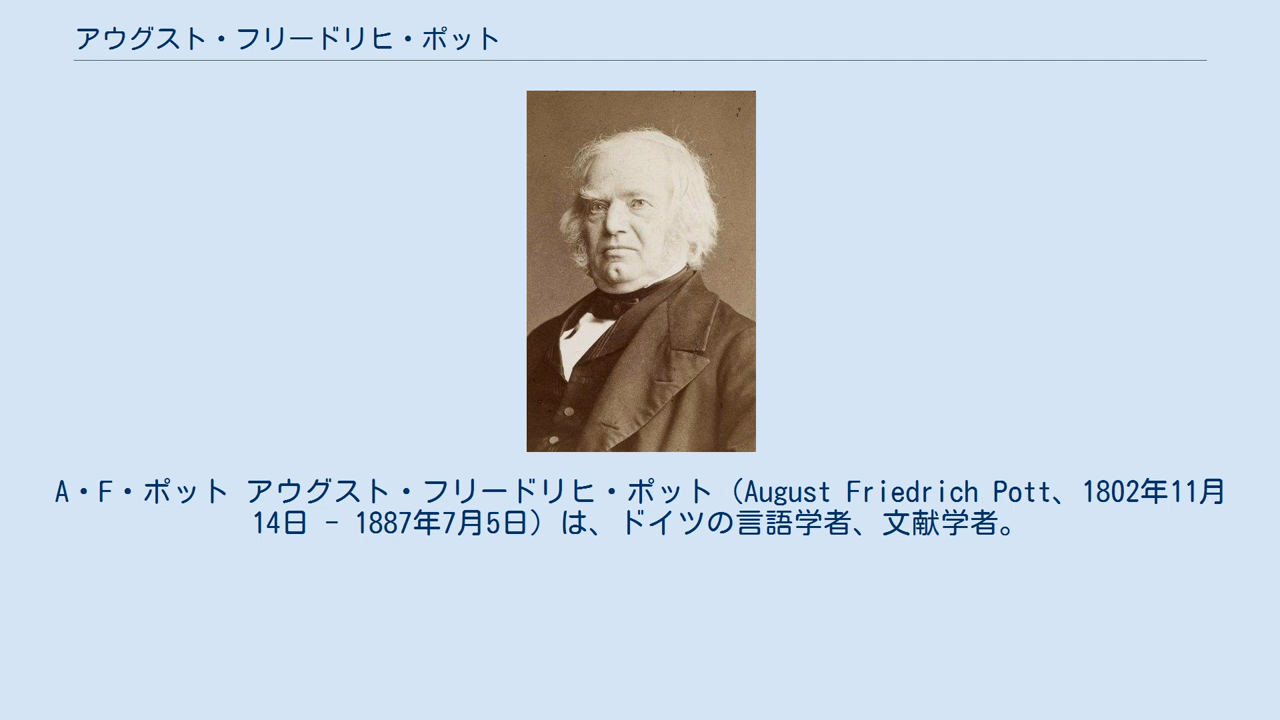 アウグスト・フリードリヒ・ポット
A・F・ポット アウグスト・フリードリヒ・ポット（August Friedrich Pott、1802年11月
14日 - 1887年7月5日）は、ドイツの言語学者、文献学者。